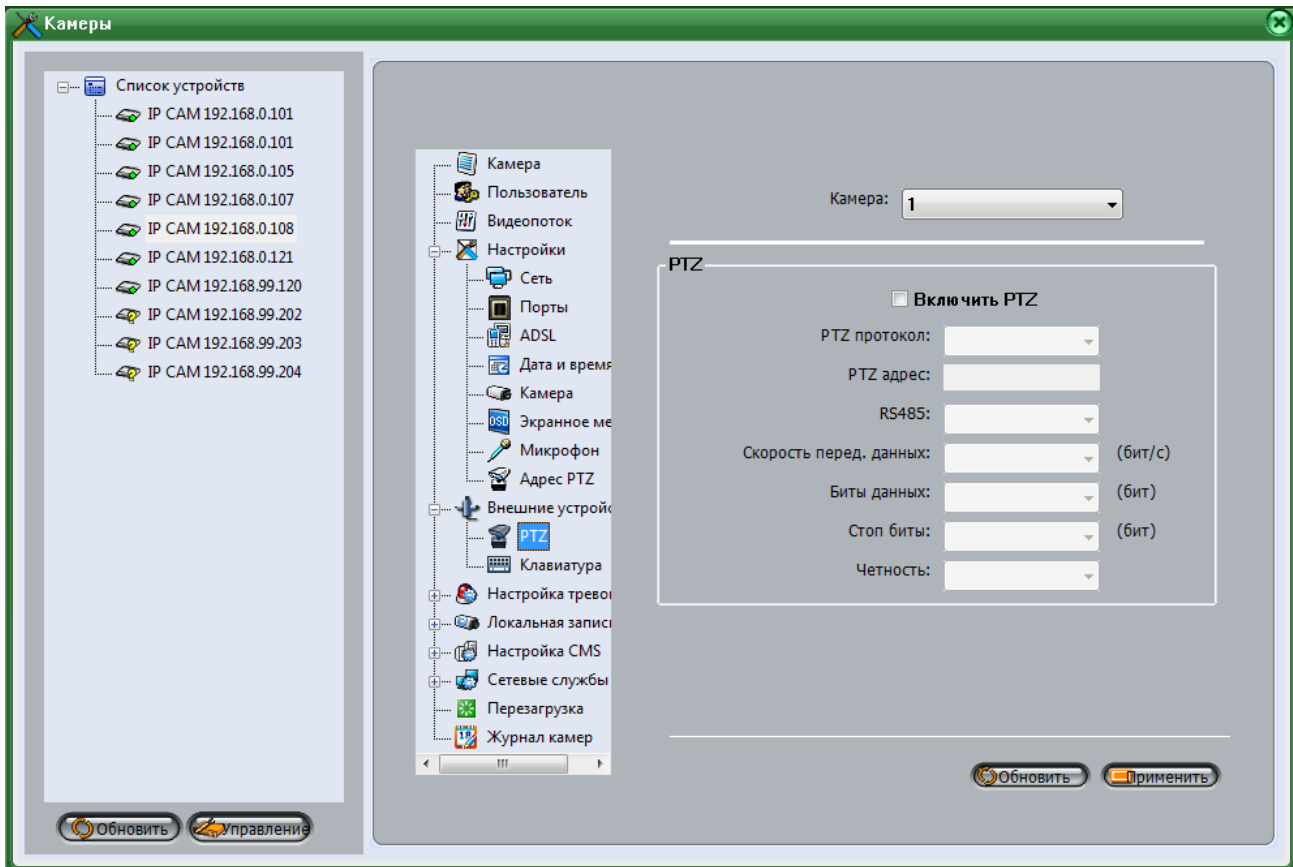 Камеры
Список устройств
IP CAM 192.168.0.101
IP CAM 192.168.0.101
IP CAM 192.168.0.105
IP CAM 192.168.0.107
IP CAM 192.168.0.108
IP CAM 192.168.0.121
IP CAM 192.168.99.120
IP CAM 192.168.99.202
IP CAM 192.168.99.203
IP CAM 192.168.99.204
Обновить
Управление
Камера
Пользователь
Видеопоток
Настройки
Сеть
Порты
ADSL
Дата и время
Камера
OSD Экранное ме
Микрофон
Адрес PTZ
Внешние устройс
PTZ
Клавиатура
Настройка тревог
Локальная запись
Настройка CMS
Сетевые службы
Перезагрузка
18 Журнал камер
Камера: 1
PTZ
Включить PTZ
PTZ протокол:
PTZ адрес:
RS485:
Скорость перед. данных: (бит/с)
Биты данных: (бит)
Стоп биты: (бит)
Четность:
Обновить
Применить